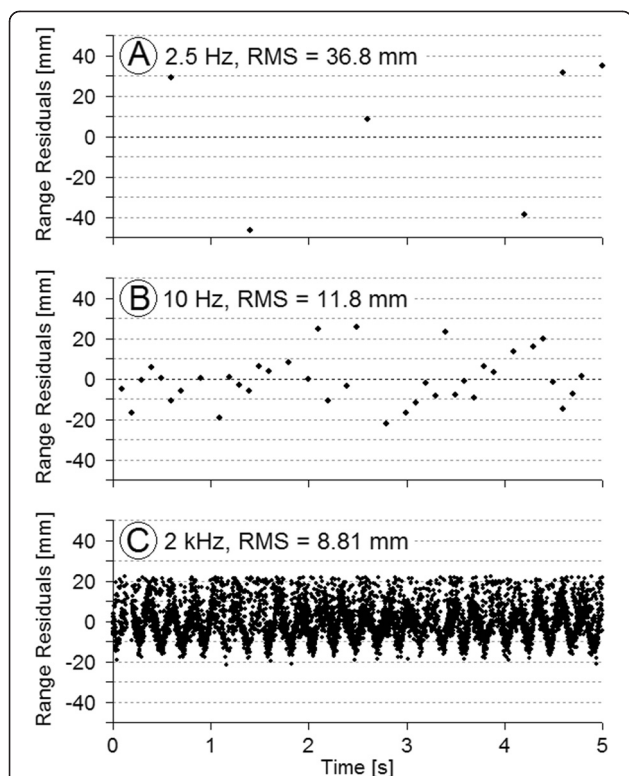 A 2.5 Hz, RMS = 36.8 mm
Range Residuals [mm]
40
20
0
-20
-40
B 10 Hz, RMS = 11.8 mm
Range Residuals [mm]
40
20
0
-20
-40
C 2 kHz, RMS = 8.81 mm
Range Residuals [mm]
40
20
0
-20
-40
0 1 2 3 4 5
Time [s]